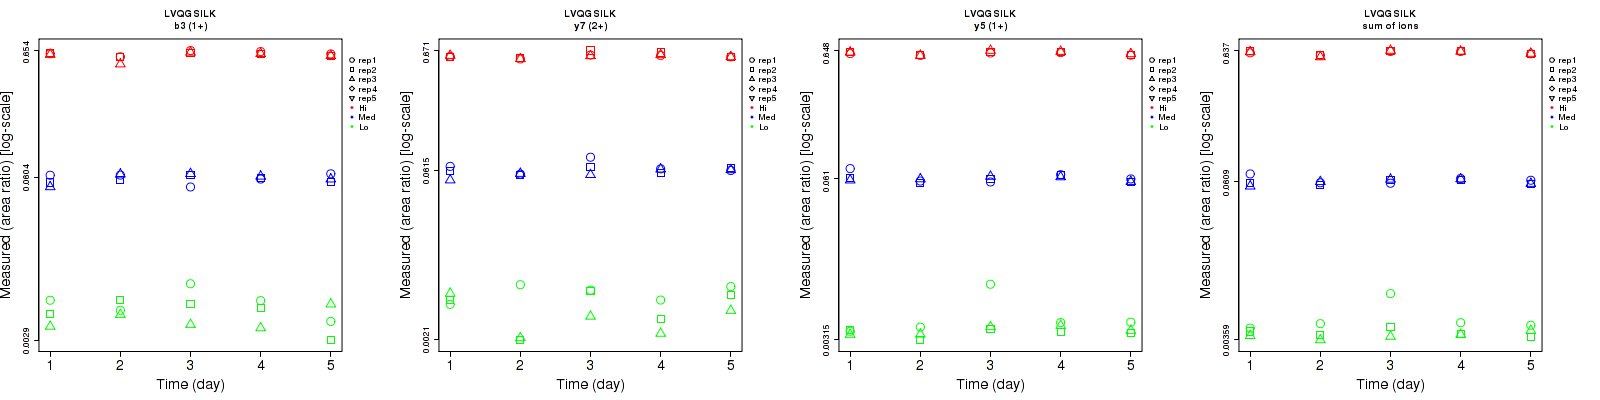 LVQGSILK
b3 (1+)
Measured (area ratio) [log-scale]
0.654
0.0604
0.0029
1 2 3 4 5
Time (day)
rep1
rep2
rep3
rep4
rep5
Hi
Med
Lo
LVQGSILK
y7 (2+)
Measured (area ratio) [log-scale]
0.671
0.0615
0.0021
1 2 3 4 5
Time (day)
rep1
rep2
rep3
rep4
rep5
Hi
Med
Lo
LVQGSILK
y5 (1+)
Measured (area ratio) [log-scale]
0.648
0.061
0.00315
1 2 3 4 5
Time (day)
rep1
rep2
rep3
rep4
rep5
Hi
Med
Lo
LVQGSILK
sum of ions
Measured (area ratio) [log-scale]
0.637
0.0609
0.00359
1 2 3 4 5
Time (day)
rep1
rep2
rep3
rep4
rep5
Hi
Med
Lo